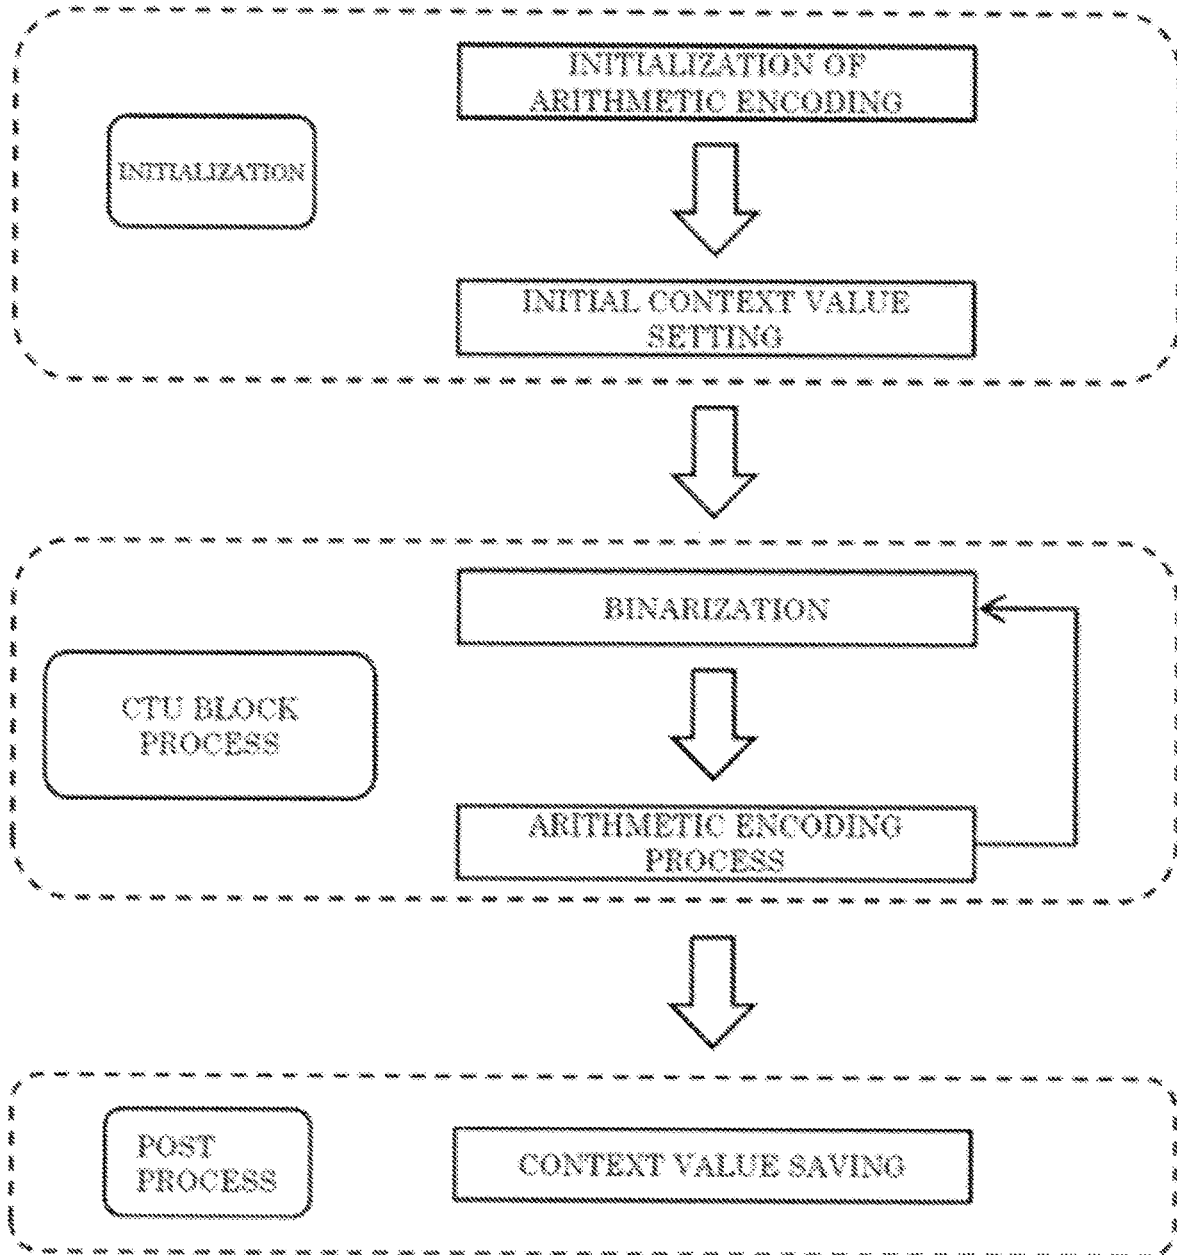 INITIALIZATION OF
ARITHMETIC ENCODING
INITIALIZATION
INITIAL CONTEXT VALUE
SETTING
BINARIZATION
CTU BLOCK
PROCESS
ARITHMETIC ENCODING
PROCESS
POST
PROCESS
CONTEXT VALUE SAVING